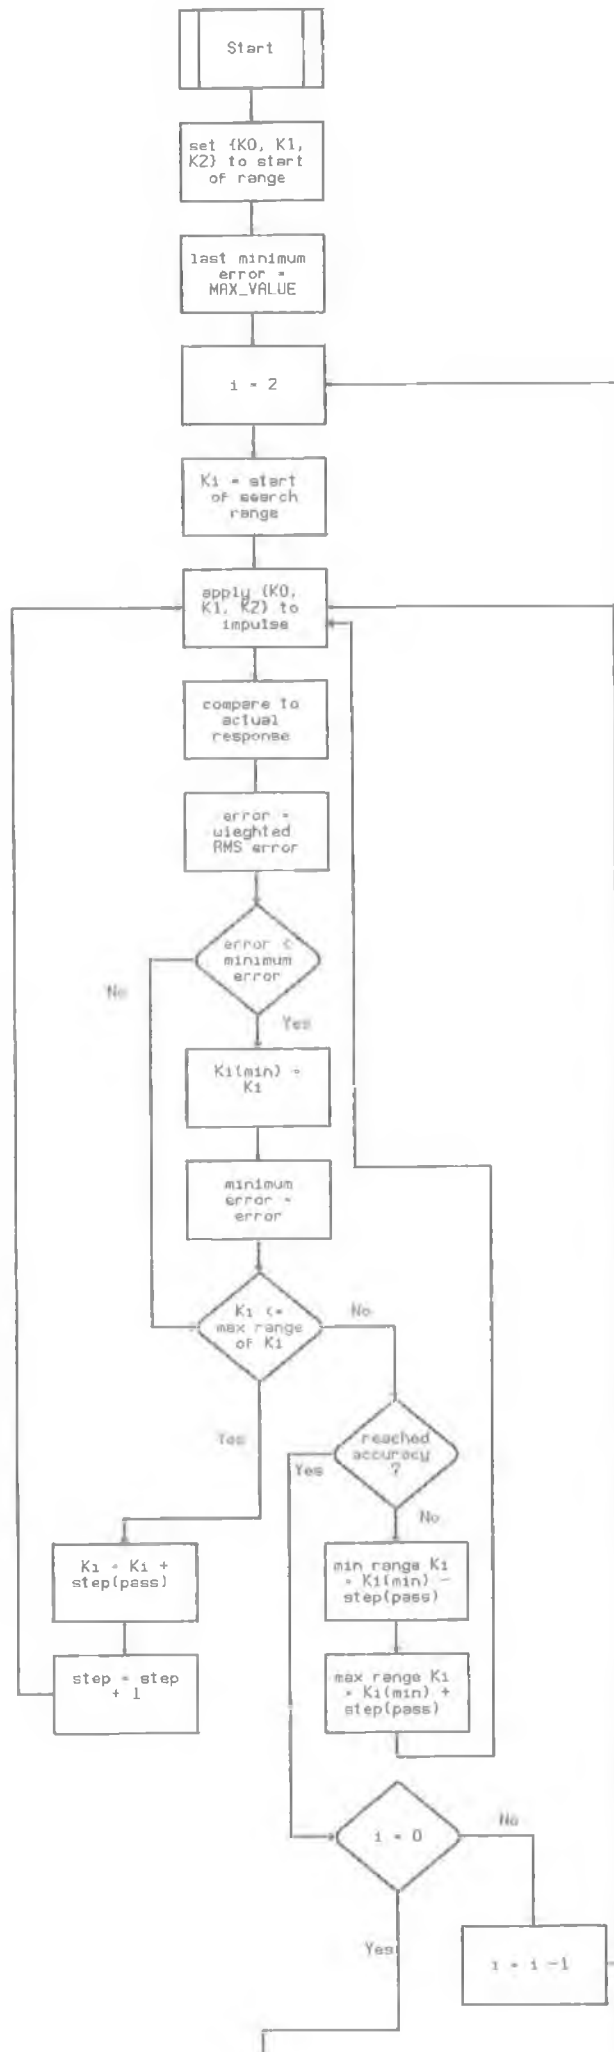 Start
set {K0, K1,
K2} to start
of range
last minimum
error =
MAX_VALUE
i = 2
Ki = start
of search
range
apply {K0,
K1, K2} to
impulse
compare to
actual
response
error =
wieghted
RMS error
error <
minimum
error
No
Yes
Ki(min) =
Ki
minimum
error =
error
Ki <=
max range
of Ki
No
Yes
reached
accuracy
?
Yes
No
Ki = Ki +
step(pass)
min range Ki
= Ki(min) -
step(pass)
step = step
+ 1
max range Ki
= Ki(min) +
step(pass)
i = 0
No
Yes
i = i -1